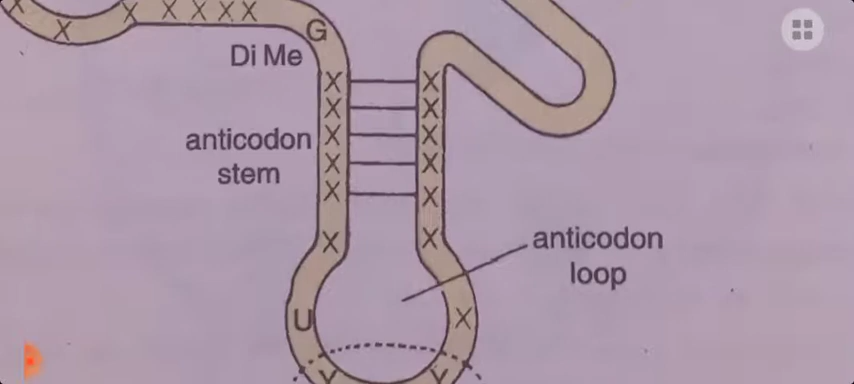 X X X X X X X
G
Di Me
X X
X X
anticodon X X
stem X X
X X
X X
anticodon
loop
U X